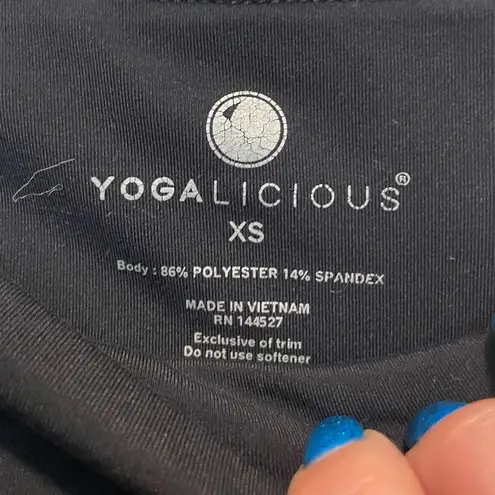 YOGALICIOUS®
XS
Body : 86% POLYESTER 14% SPANDEX
MADE IN VIETNAM
RN 144527
Exclusive of trim
Do not use softener